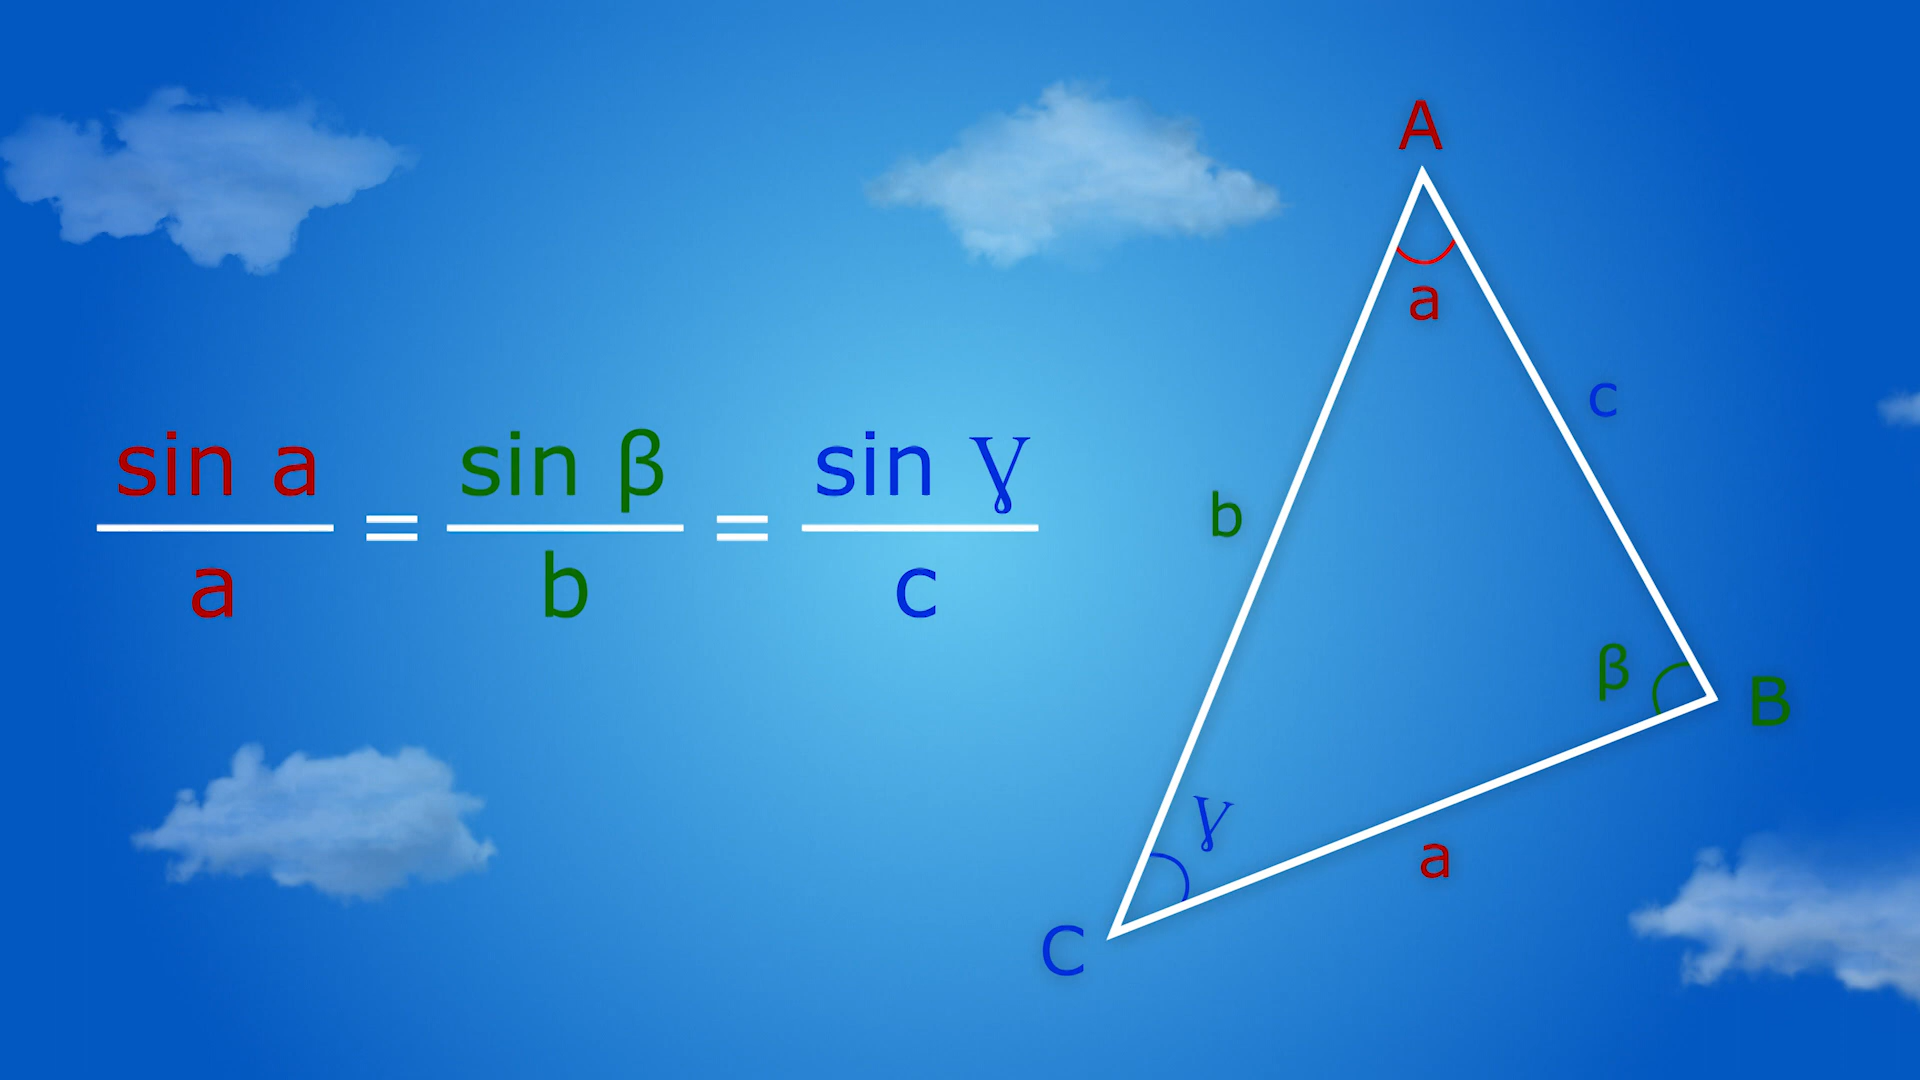 sin a = sin β = sin γ
a b c
A
a
c
b
β
B
γ
a
C